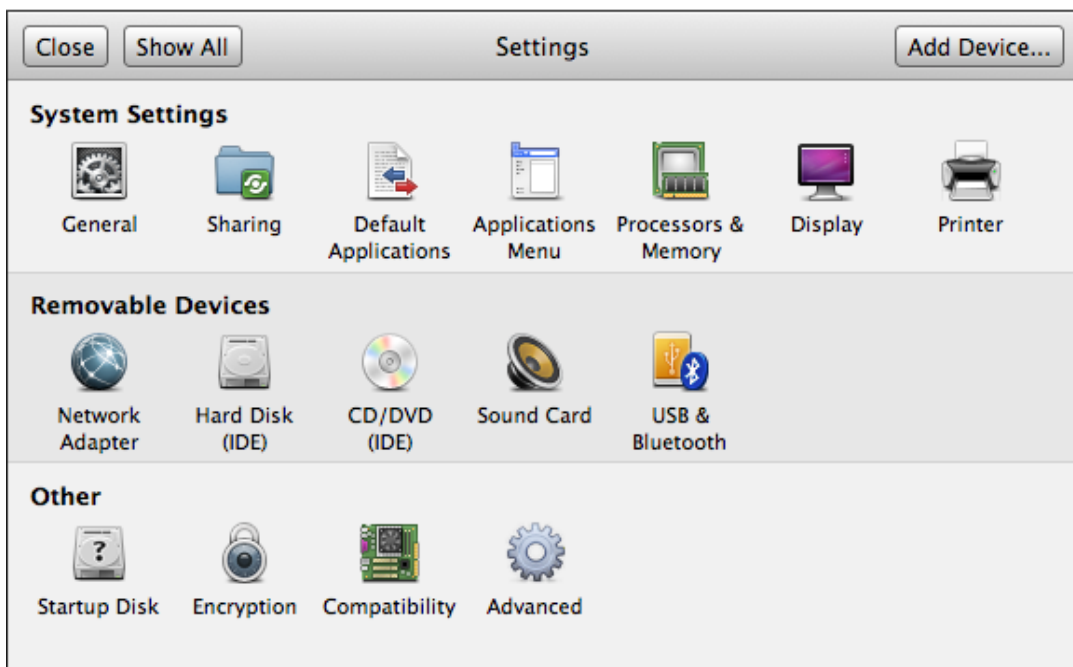 Close Show All Settings Add Device...
System Settings
General Sharing Default Applications Applications Menu Processors & Memory Display Printer
Removable Devices
Network Adapter Hard Disk (IDE) CD/DVD (IDE) Sound Card USB & Bluetooth
Other
?
Startup Disk Encryption Compatibility Advanced